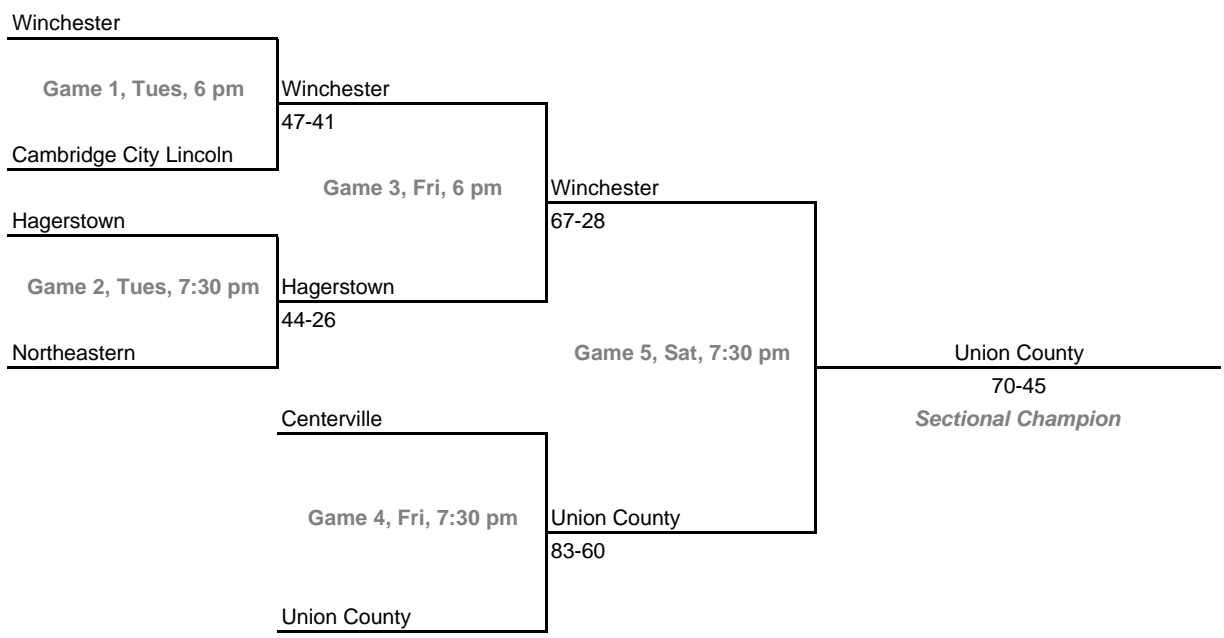 Winchester
Game 1, Tues, 6 pm
Winchester
47-41
Cambridge City Lincoln
Game 3, Fri, 6 pm
Winchester
67-28
Hagerstown
Game 2, Tues, 7:30 pm
Hagerstown
44-26
Northeastern
Game 5, Sat, 7:30 pm
Union County
70-45
Sectional Champion
Centerville
Game 4, Fri, 7:30 pm
Union County
83-60
Union County